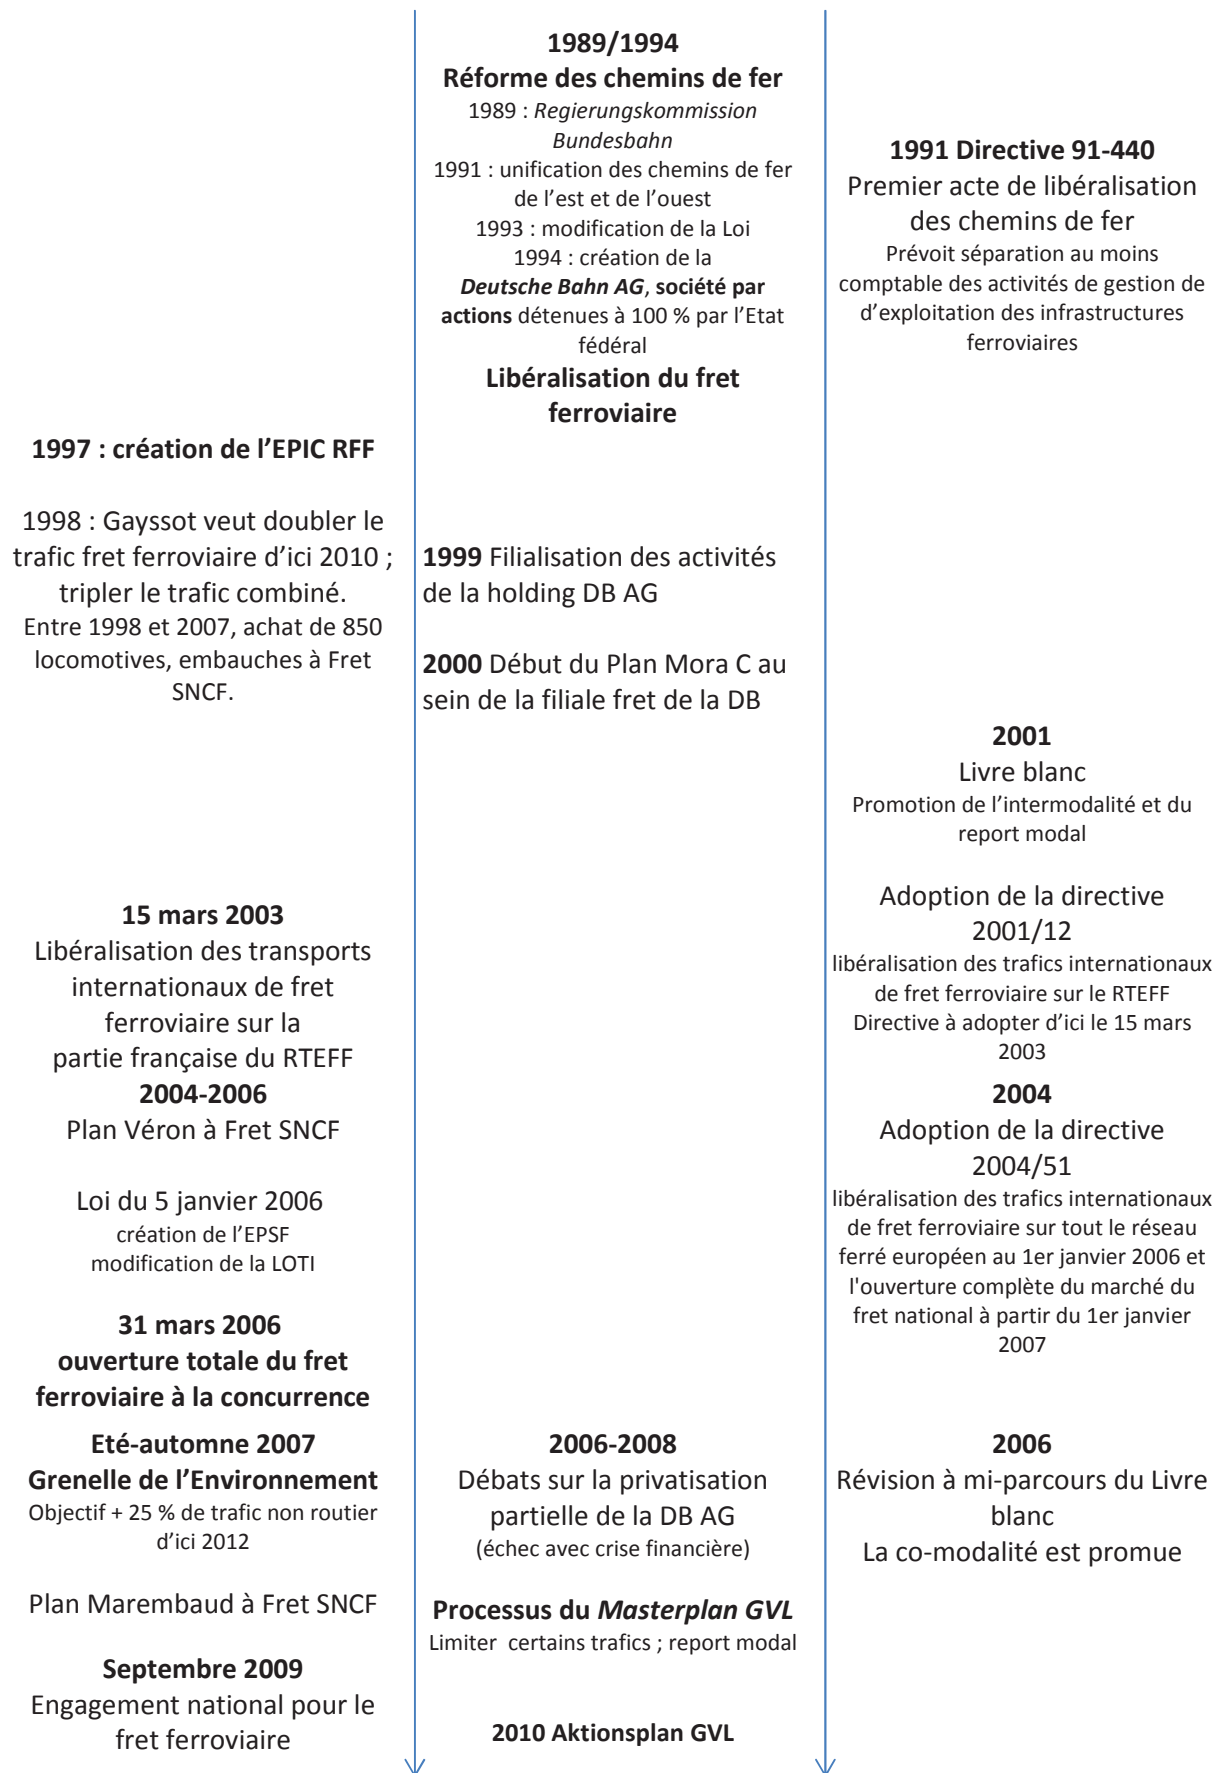 1997 : création de l’EPIC RFF
1998 : Gayssot veut doubler le
trafic fret ferroviaire d’ici 2010 ;
tripler le trafic combiné.
Entre 1998 et 2007, achat de 850
locomotives, embauches à Fret
SNCF.
15 mars 2003
Libéralisation des transports
internationaux de fret
ferroviaire sur la
partie française du RTEFF
2004-2006
Plan Véron à Fret SNCF
Loi du 5 janvier 2006
création de l’EPSF
modification de la LOTI
31 mars 2006
ouverture totale du fret
ferroviaire à la concurrence
Eté-automne 2007
Grenelle de l’Environnement
Objectif + 25 % de trafic non routier
d’ici 2012
Plan Marembaud à Fret SNCF
Septembre 2009
Engagement national pour le
fret ferroviaire
1989/1994
Réforme des chemins de fer
1989 : Regierungskommission
Bundesbahn
1991 : unification des chemins de fer
de l’est et de l’ouest
1993 : modification de la Loi
1994 : création de la
Deutsche Bahn AG, société par
actions détenues à 100 % par l’Etat
fédéral
Libéralisation du fret
ferroviaire
1999 Filialisation des activités
de la holding DB AG
2000 Début du Plan Mora C au
sein de la filiale fret de la DB
2006-2008
Débats sur la privatisation
partielle de la DB AG
(échec avec crise financière)
Processus du Masterplan GVL
Limiter certains trafics ; report modal
2010 Aktionsplan GVL
1991 Directive 91-440
Premier acte de libéralisation
des chemins de fer
Prévoit séparation au moins
comptable des activités de gestion de
d’exploitation des infrastructures
ferroviaires
2001
Livre blanc
Promotion de l’intermodalité et du
report modal
Adoption de la directive
2001/12
libéralisation des trafics internationaux
de fret ferroviaire sur le RTEFF
Directive à adopter d’ici le 15 mars
2003
2004
Adoption de la directive
2004/51
libéralisation des trafics internationaux
de fret ferroviaire sur tout le réseau
ferré européen au 1er janvier 2006 et
l'ouverture complète du marché du
fret national à partir du 1er janvier
2007
2006
Révision à mi-parcours du Livre
blanc
La co-modalité est promue